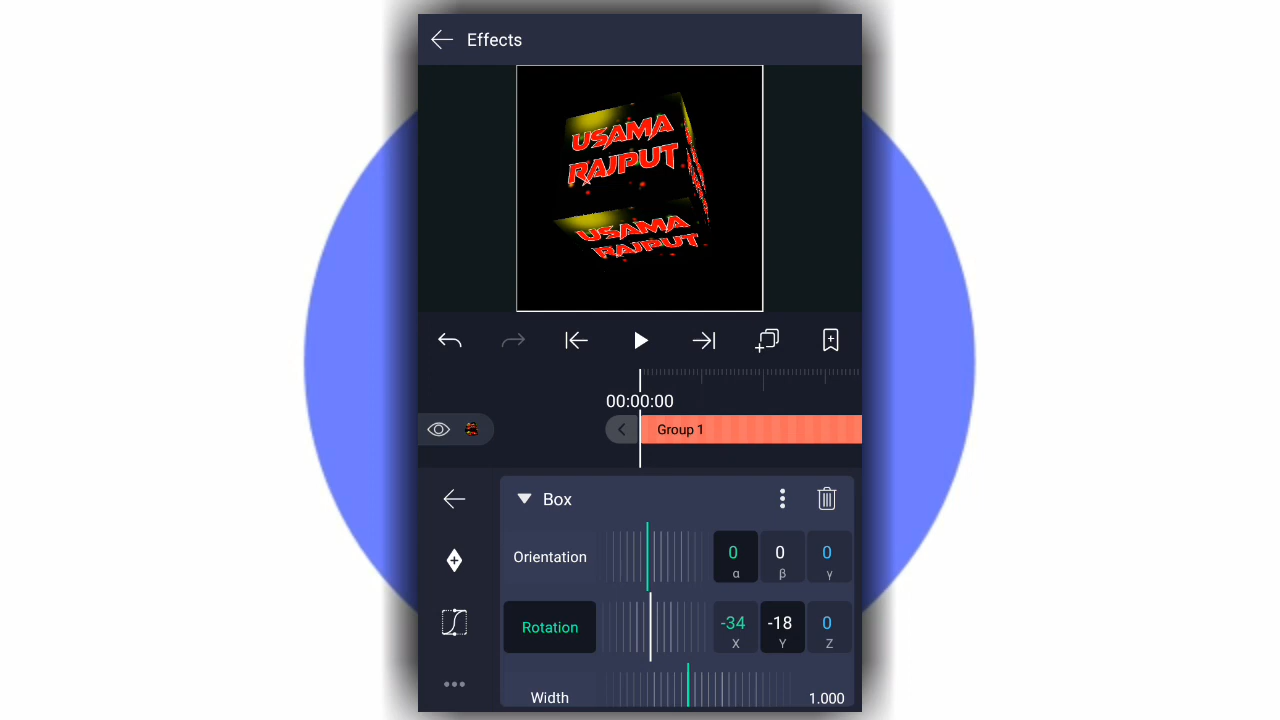 Effects
USAMA
RAJPUT
USAMA
RAJPUT
00:00:00
Group 1
Box
Orientation
0 0 0
α β γ
Rotation
-34 -18 0
X Y Z
Width 1.000